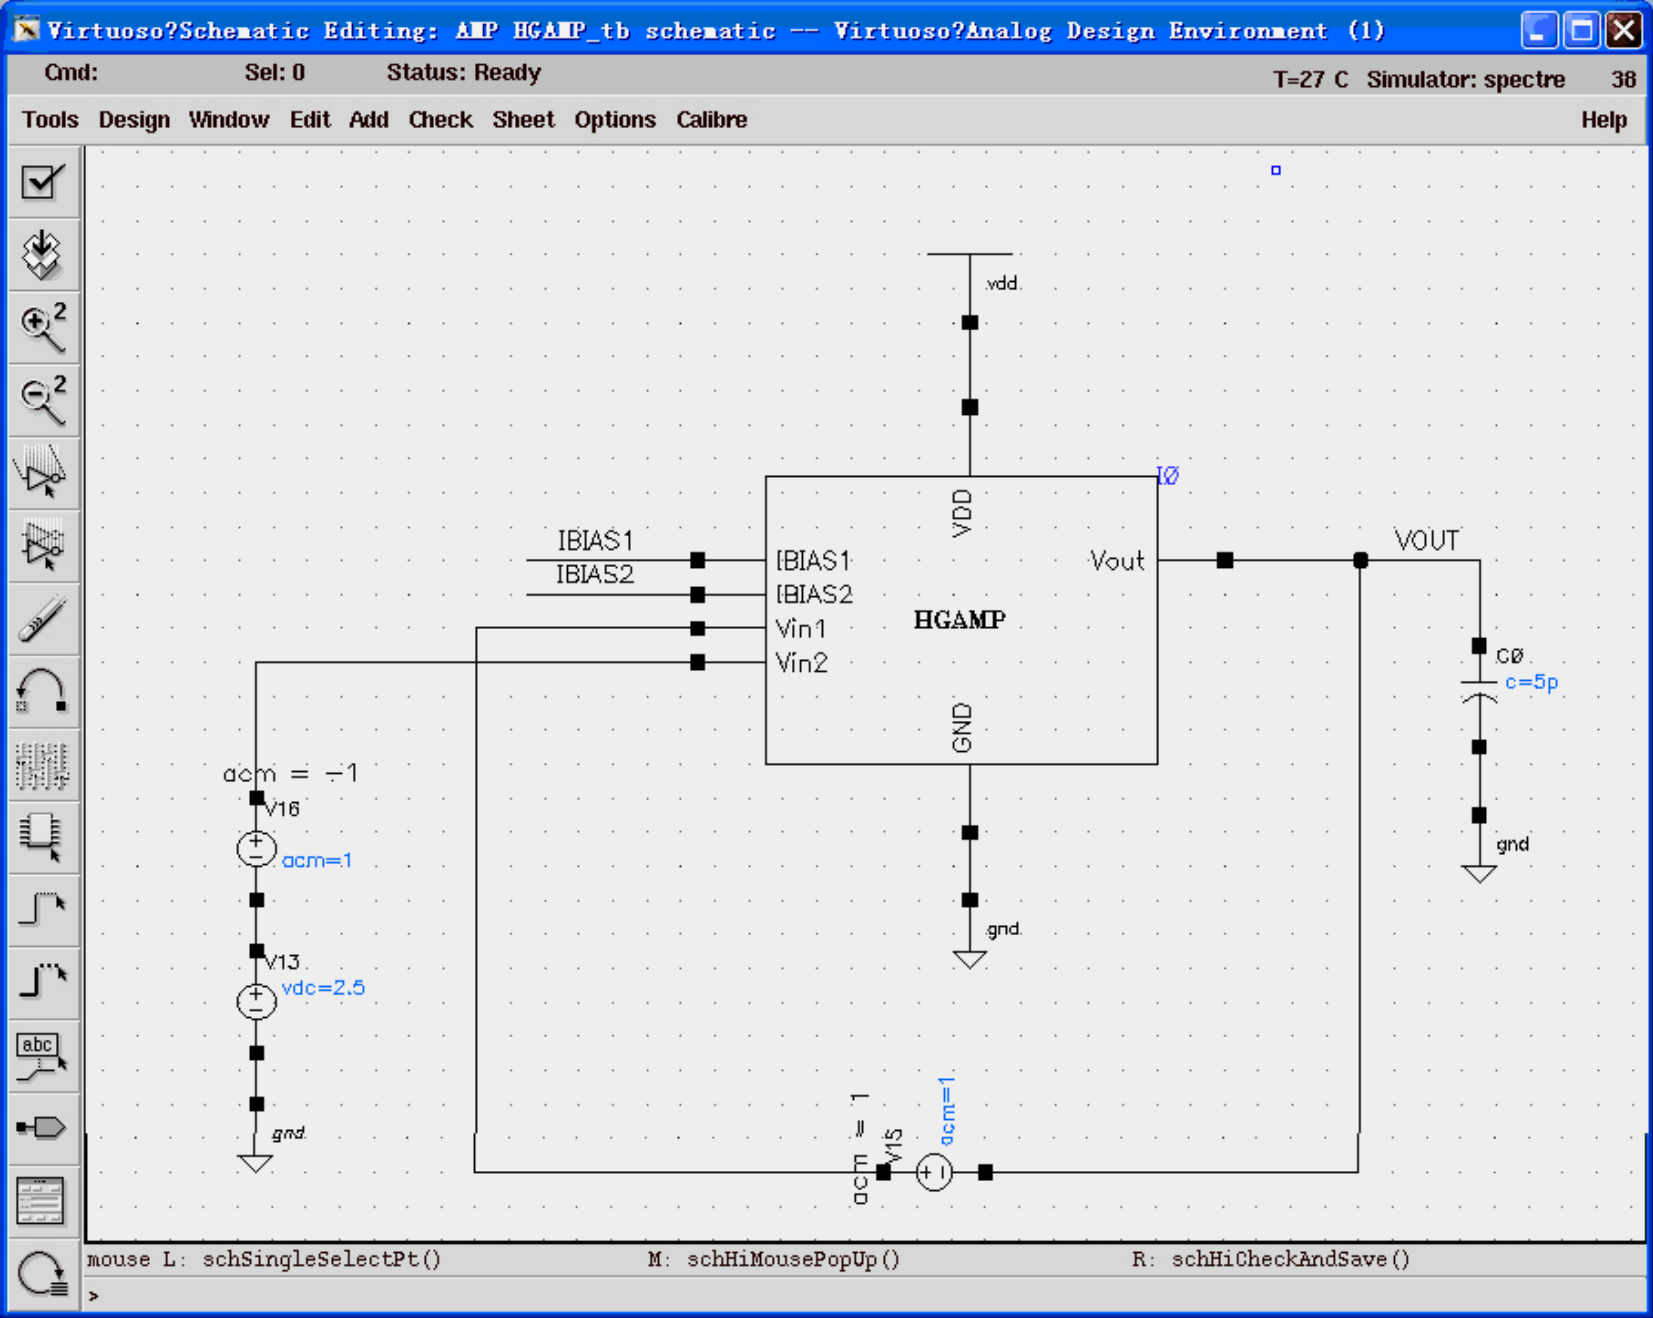 Virtuoso?Schematic Editing: AMP HGAMP_tb schematic -- Virtuoso?Analog Design Environment (1)
Cmd: Sel: 0 Status: Ready T=27 C Simulator: spectre 38
Tools Design Window Edit Add Check Sheet Options Calibre Help
2
2
abc
vdd
I0
VDD
IBIAS1
IBIAS1
Vout
VOUT
IBIAS2
IBIAS2
HGAMP
Vin1
Vin2
C0
c=5p
GND
gnd
acm = -1
V16
acm=1
gnd
V13
vdc=2.5
gnd
acm = 1
V15
acm=1
mouse L: schSingleSelectPt() M: schHiMousePopUp() R: schHiCheckAndSave()
>